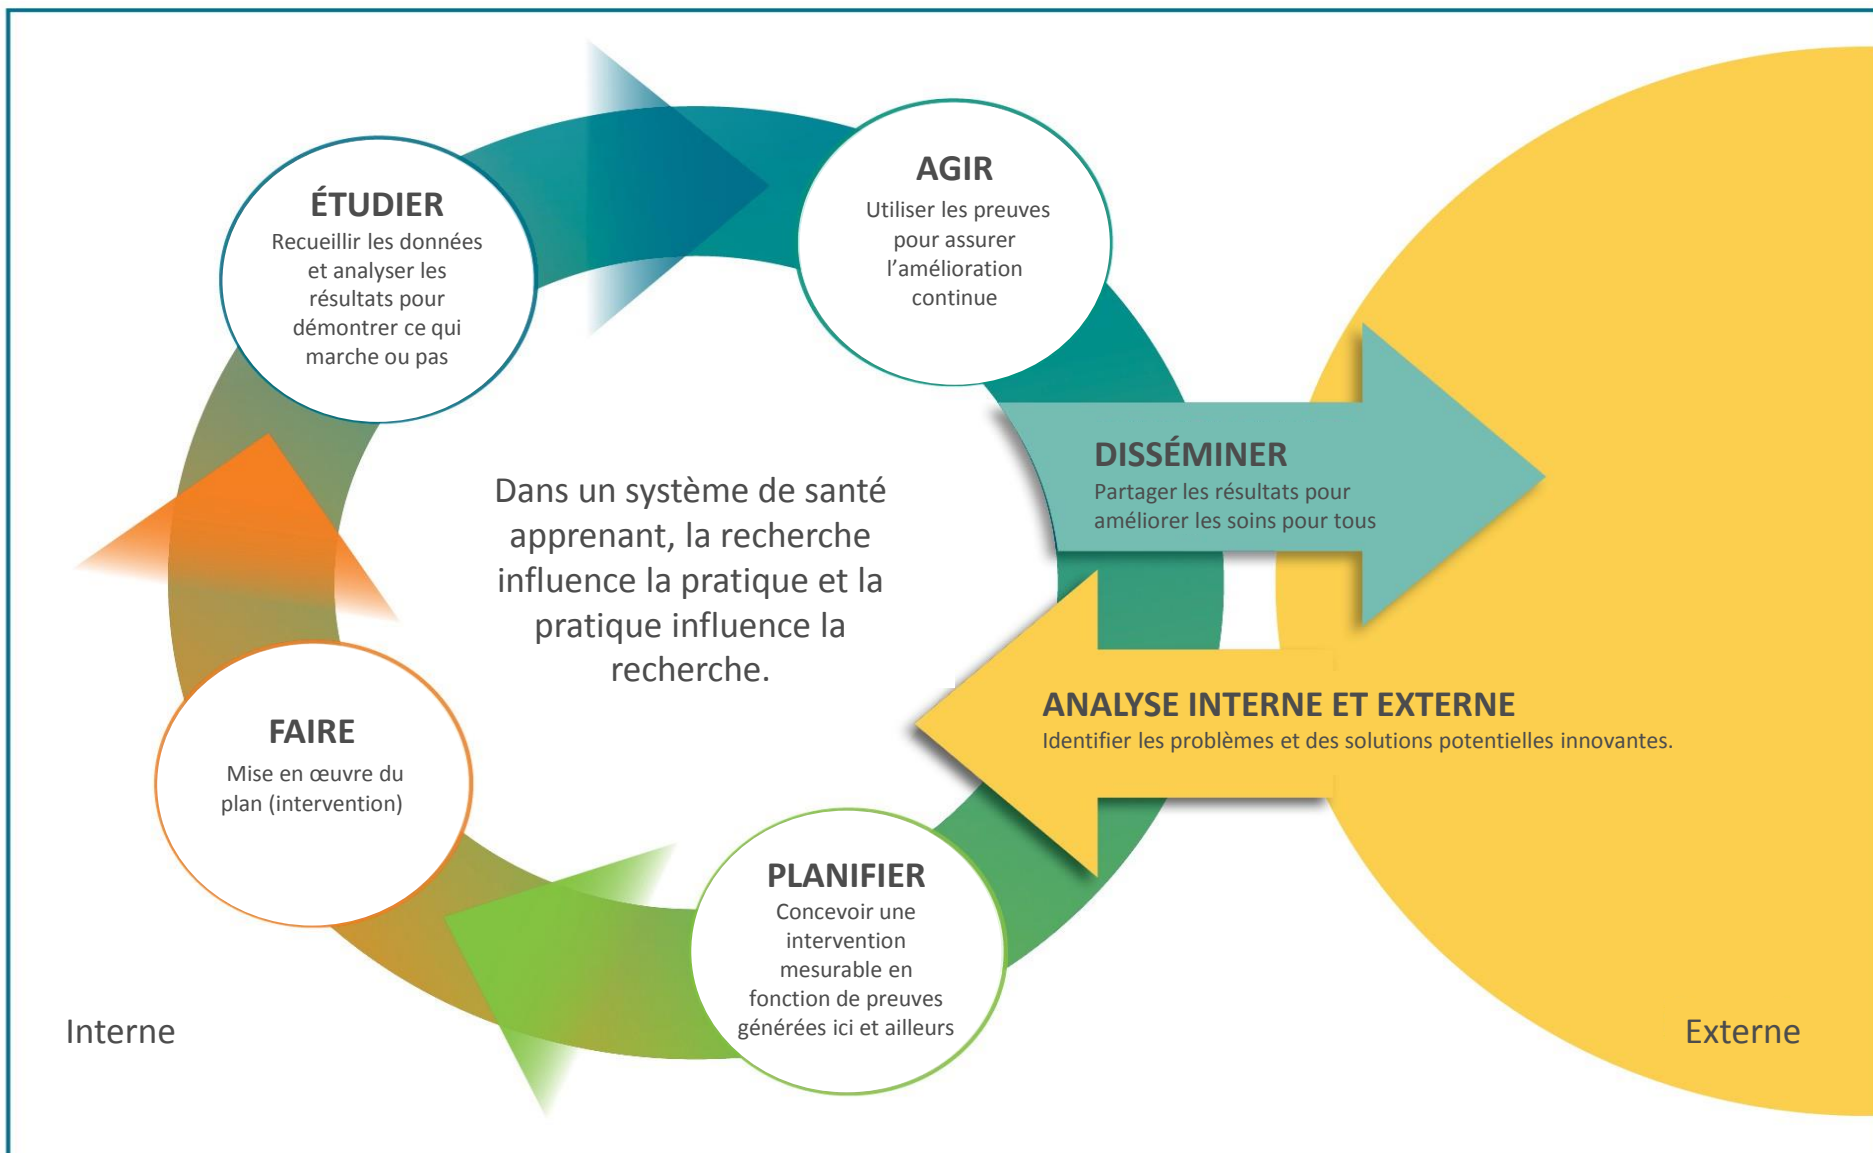 ÉTUDIER
Recueillir les données
et analyser les
résultats pour
démontrer ce qui
marche ou pas
AGIR
Utiliser les preuves
pour assurer
l’amélioration
continue
DISSÉMINER
Partager les résultats pour
améliorer les soins pour tous
Dans un système de santé
apprenant, la recherche
influence la pratique et la
pratique influence la
recherche.
ANALYSE INTERNE ET EXTERNE
Identifier les problèmes et des solutions potentielles innovantes.
FAIRE
Mise en œuvre du
plan (intervention)
PLANIFIER
Concevoir une
intervention
mesurable en
fonction de preuves
générées ici et ailleurs
Interne
Externe